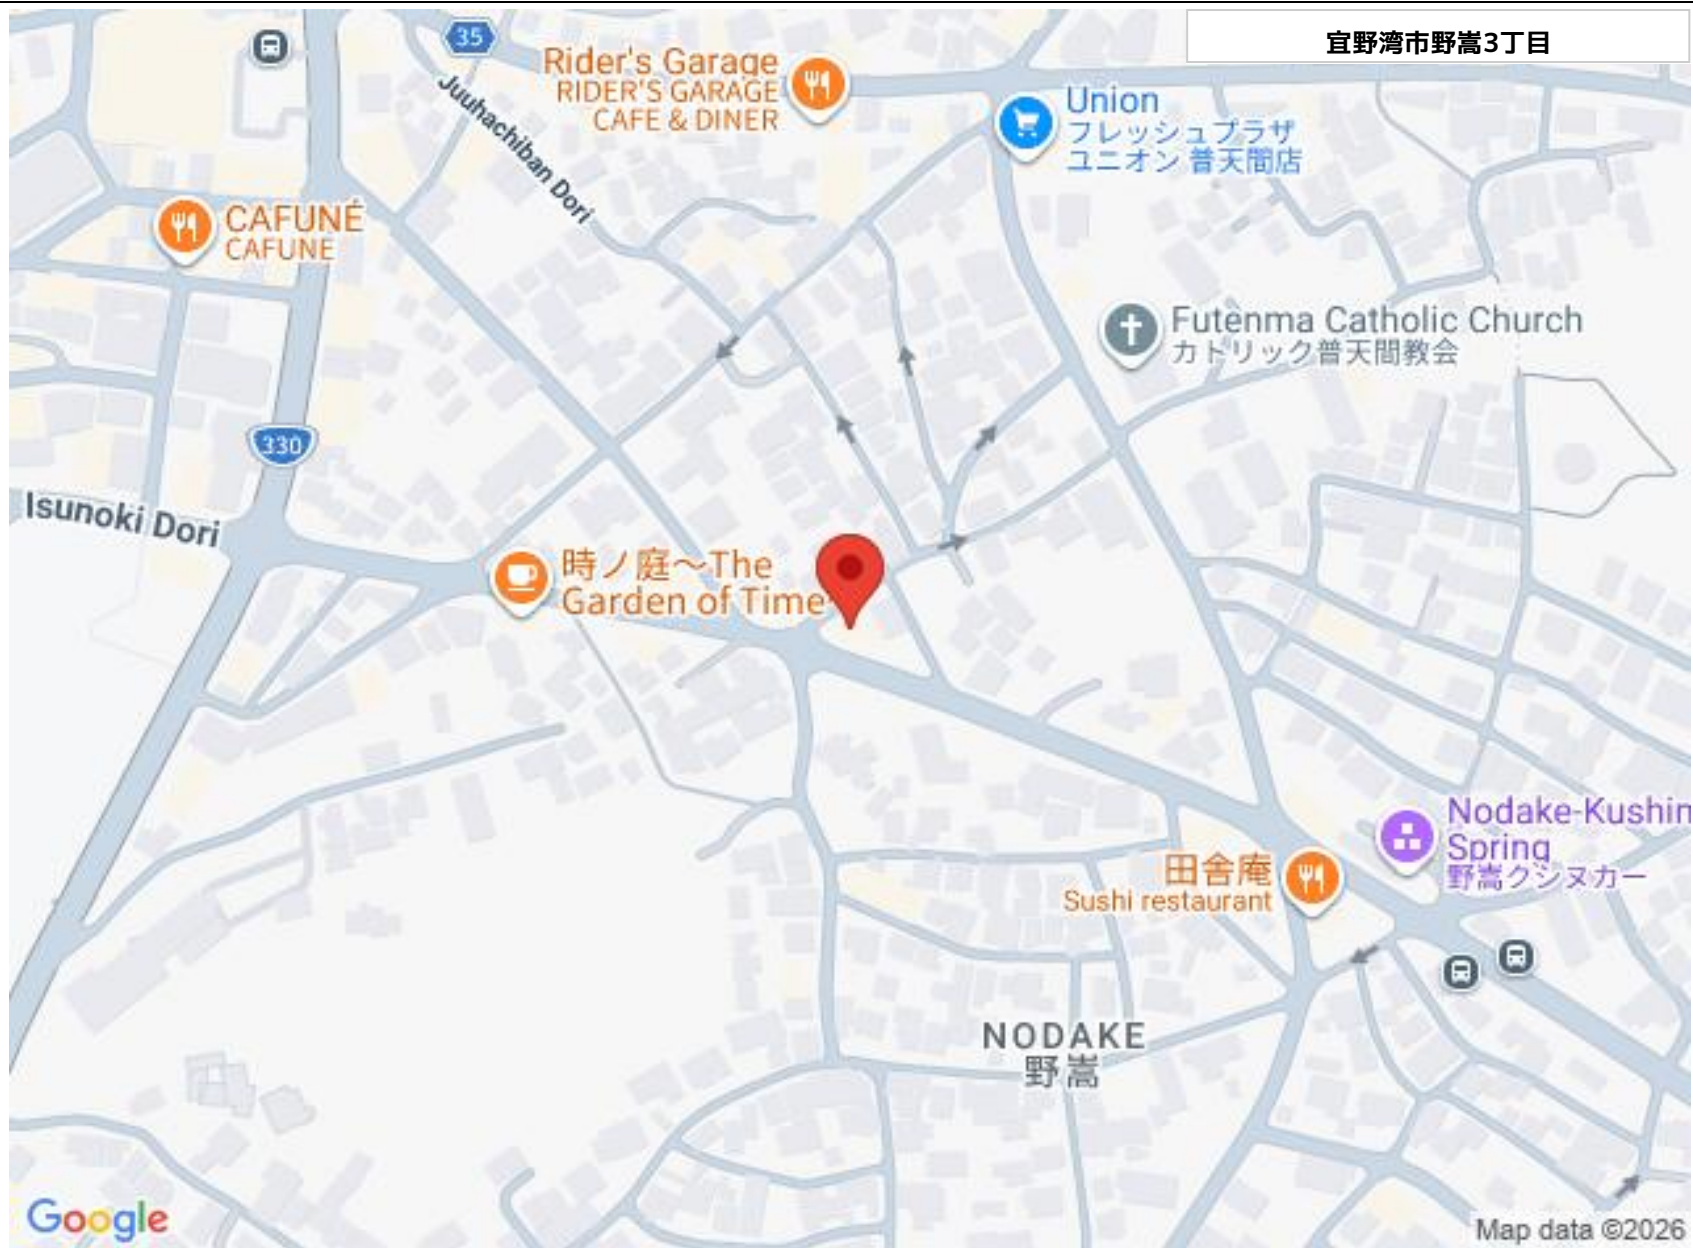 宜野湾市野嵩3丁目
35
Rider's Garage
RIDER'S GARAGE
CAFE & DINER
Juuhachiban Dori
Union
フレッシュプラザ
ユニオン 普天間店
CAFUNÉ
CAFUNE
Futenma Catholic Church
カトリック普天間教会
330
Isunoki Dori
時ノ庭～The
Garden of Time
Nodake-Kushin
Spring
野嵩クシヌカー
田舎庵
Sushi restaurant
NODAKE
野嵩
Google
Map data ©2026